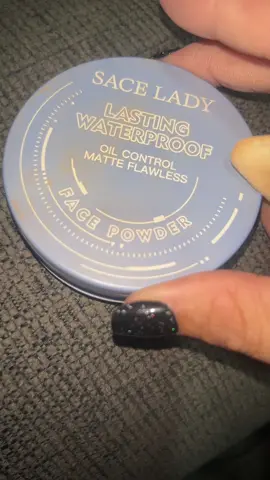 SACE LADY
LASTING
WATERPROOF
OIL CONTROL
MATTE FLAWLESS
FACE POWDER